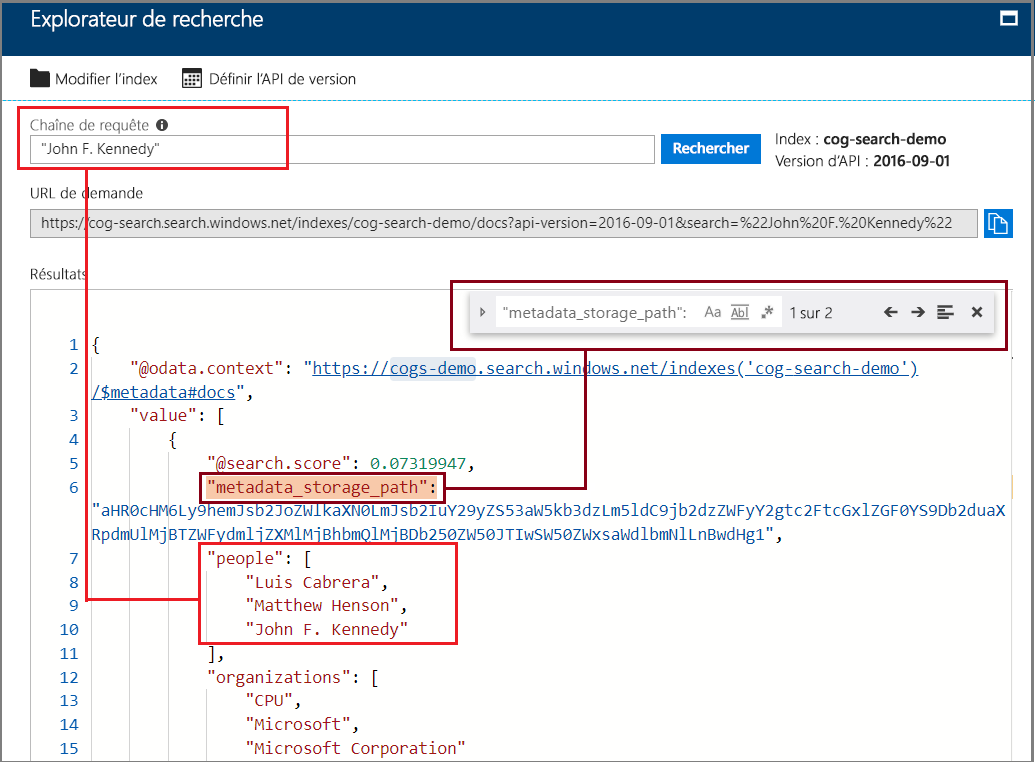 Explorateur de recherche
Modifier l'index
Définir l'API de version
Chaîne de requête
"John F. Kennedy"
Rechercher
Index : cog-search-demo
Version d'API : 2016-09-01
URL de demande
https://cog-search.search.windows.net/indexes/cog-search-demo/docs?api-version=2016-09-01&search=%22John%20F.%20Kennedy%22
Résultats
"metadata_storage_path": Aa Abl .* 1 sur 2
1 {
2 "@odata.context": "https://cogs-demo.search.windows.net/indexes('cog-search-demo')
/$metadata#docs",
3 "value": [
4 {
5 "@search.score": 0.07319947,
6 "metadata_storage_path":
"aHR0cHM6Ly9hemJsb2JoZWlkaXN0LmJsb2IuY29yZS53aW5kb3dzLm5ldC9jb2dzZWFyY2gtc2FtcGxlZGF0YS9Db2duaX
RpdmUlMjBTZWFydmljZXMlMjBhbmQlMjBDb250ZW50JTIwSW50ZWxsaWdlbmNlLnBwdHg1",
7 "people": [
8 "Luis Cabrera",
9 "Matthew Henson",
10 "John F. Kennedy"
11 ],
12 "organizations": [
13 "CPU",
14 "Microsoft",
15 "Microsoft Corporation"